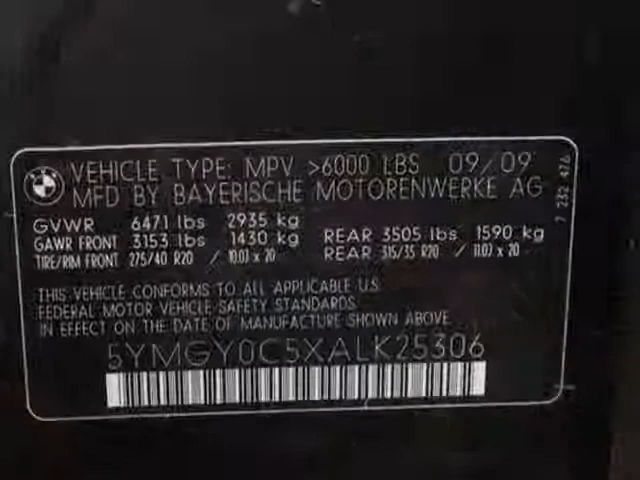 VEHICLE TYPE: MPV >6000 LBS 09/09
MFD BY BAYERISCHE MOTORENWERKE AG
GVWR 6471 lbs 2935 kg
GAWR FRONT 3153 lbs 1430 kg REAR 3505 lbs 1590 kg
TIRE/RIM FRONT 275/40 R20 / 10.0J x 20 REAR 315/35 R20 / 11.0J x 20
THIS VEHICLE CONFORMS TO ALL APPLICABLE U.S.
FEDERAL MOTOR VEHICLE SAFETY STANDARDS
IN EFFECT ON THE DATE OF MANUFACTURE SHOWN ABOVE
5YMGY0C5XALK25306
7 232 476